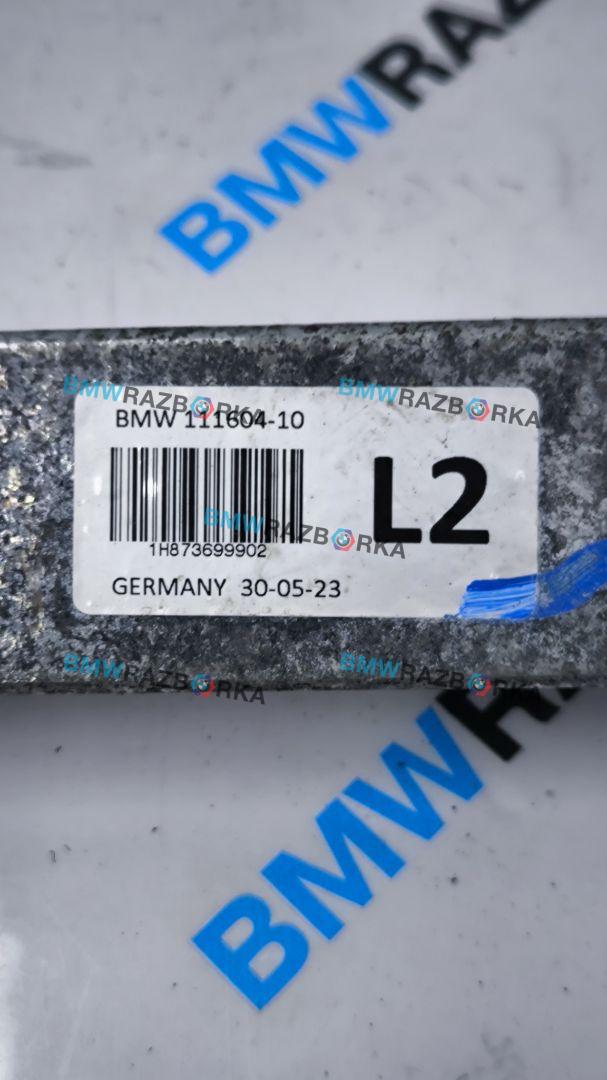 BMWRAZ
BMWRAZBORKA
BMWRAZBORKA
BMW 111604-10
L2
BMWRAZBORKA
1H873699902
GERMANY 30-05-23
BMWRAZBORKA
BMWRAZBORKA
BMWRA